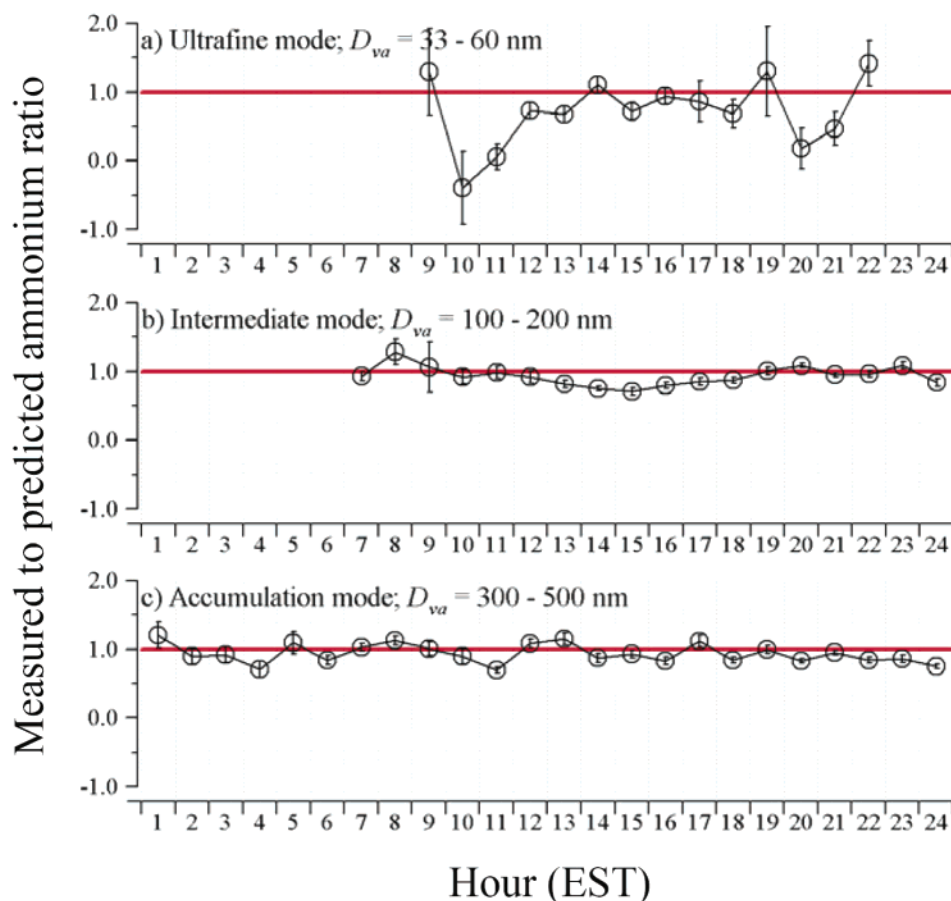 Measured to predicted ammonium ratio
2.0
1.0
0.0
-1.0
a) Ultrafine mode; Dva = 33 - 60 nm
1 2 3 4 5 6 7 8 9 10 11 12 13 14 15 16 17 18 19 20 21 22 23 24
2.0
1.0
0.0
-1.0
b) Intermediate mode; Dva = 100 - 200 nm
1 2 3 4 5 6 7 8 9 10 11 12 13 14 15 16 17 18 19 20 21 22 23 24
2.0
1.0
0.0
-1.0
c) Accumulation mode; Dva = 300 - 500 nm
1 2 3 4 5 6 7 8 9 10 11 12 13 14 15 16 17 18 19 20 21 22 23 24
Hour (EST)